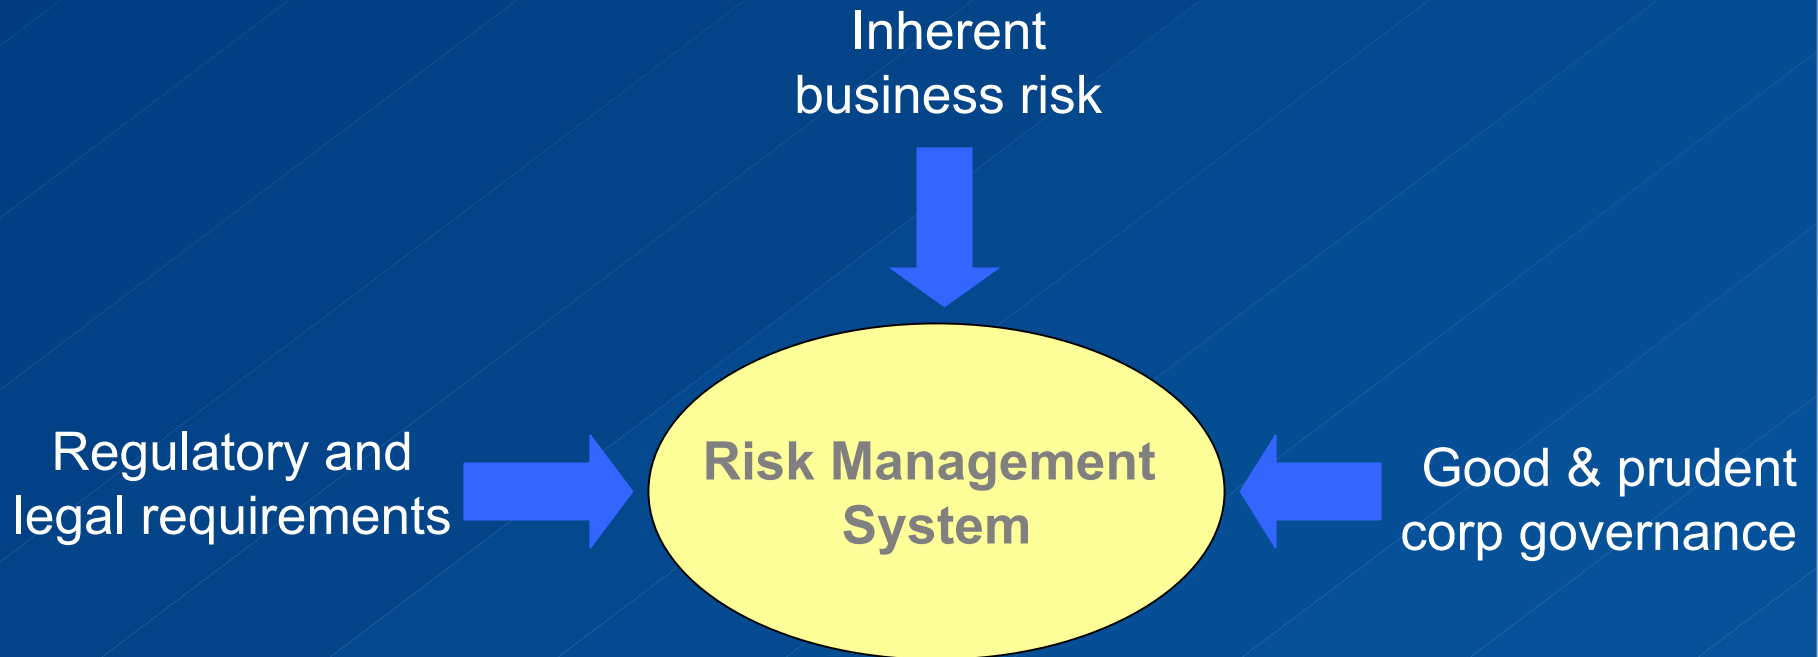 Inherent
business risk
Regulatory and
legal requirements
Risk Management
System
Good & prudent
corp governance